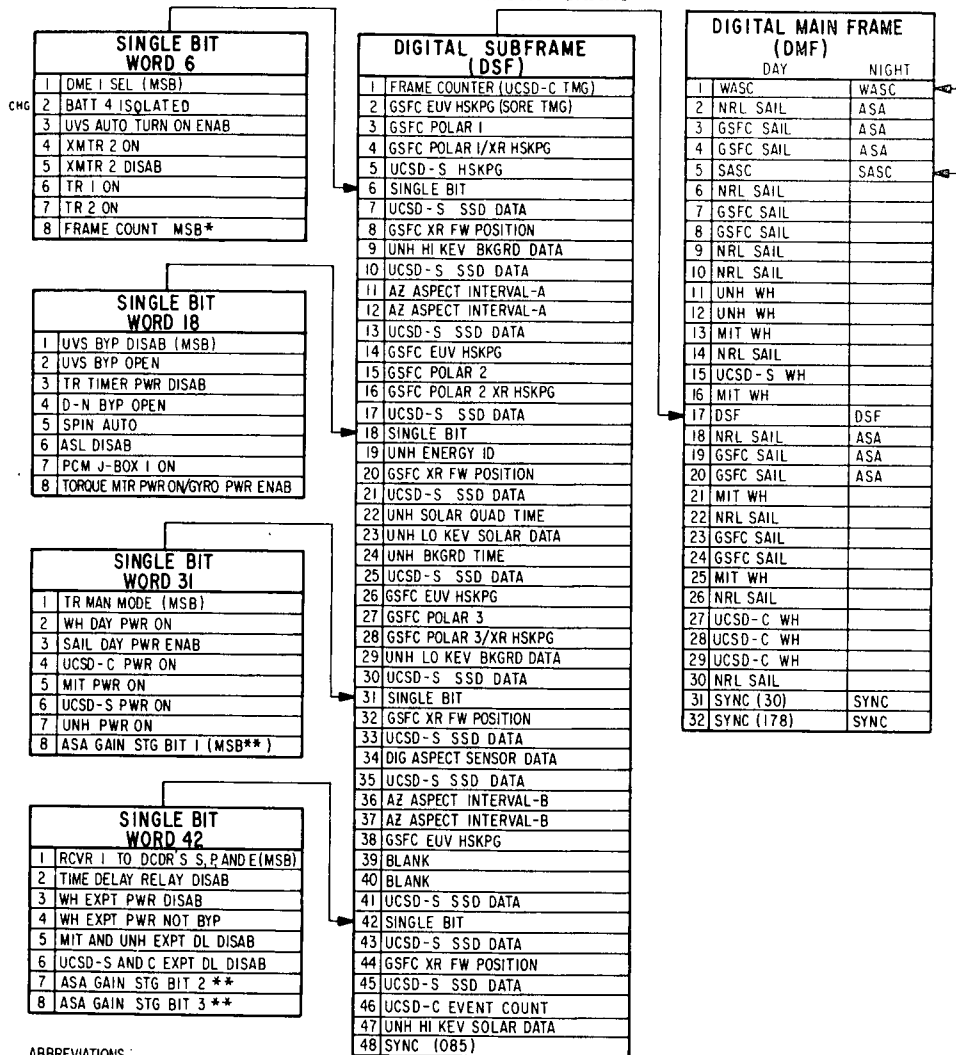 SINGLE BIT
WORD 6
1 DME 1 SEL (MSB)
CHG 2 BATT 4 ISOLATED
3 UVS AUTO TURN ON ENAB
4 XMTR 2 ON
5 XMTR 2 DISAB
6 TR 1 ON
7 TR 2 ON
8 FRAME COUNT MSB*
SINGLE BIT
WORD 18
1 UVS BYP DISAB (MSB)
2 UVS BYP OPEN
3 TR TIMER PWR DISAB
4 D-N BYP OPEN
5 SPIN AUTO
6 ASL DISAB
7 PCM J-BOX 1 ON
8 TORQUE MTR PWR ON/GYRO PWR ENAB
SINGLE BIT
WORD 31
1 TR MAN MODE (MSB)
2 WH DAY PWR ON
3 SAIL DAY PWR ENAB
4 UCSD-C PWR ON
5 MIT PWR ON
6 UCSD-S PWR ON
7 UNH PWR ON
8 ASA GAIN STG BIT 1 (MSB**)
SINGLE BIT
WORD 42
1 RCVR 1 TO DCDR'S S, P, AND E (MSB)
2 TIME DELAY RELAY DISAB
3 WH EXPT PWR DISAB
4 WH EXPT PWR NOT BYP
5 MIT AND UNH EXPT DL DISAB
6 UCSD-S AND C EXPT DL DISAB
7 ASA GAIN STG BIT 2 **
8 ASA GAIN STG BIT 3 **
ABBREVIATIONS:
DIGITAL SUBFRAME
(DSF)
1 FRAME COUNTER (UCSD-C TMG)
2 GSFC EUV HSKPG (SORE TMG)
3 GSFC POLAR 1
4 GSFC POLAR 1/XR HSKPG
5 UCSD-S HSKPG
6 SINGLE BIT
7 UCSD-S SSD DATA
8 GSFC XR FW POSITION
9 UNH HI KEV BKGRD DATA
10 UCSD-S SSD DATA
11 AZ ASPECT INTERVAL-A
12 AZ ASPECT INTERVAL-A
13 UCSD-S SSD DATA
14 GSFC EUV HSKPG
15 GSFC POLAR 2
16 GSFC POLAR 2 XR HSKPG
17 UCSD-S SSD DATA
18 SINGLE BIT
19 UNH ENERGY ID
20 GSFC XR FW POSITION
21 UCSD-S SSD DATA
22 UNH SOLAR QUAD TIME
23 UNH LO KEV SOLAR DATA
24 UNH BKGRD TIME
25 UCSD-S SSD DATA
26 GSFC EUV HSKPG
27 GSFC POLAR 3
28 GSFC POLAR 3/XR HSKPG
29 UNH LO KEV BKGRD DATA
30 UCSD-S SSD DATA
31 SINGLE BIT
32 GSFC XR FW POSITION
33 UCSD-S SSD DATA
34 DIG ASPECT SENSOR DATA
35 UCSD-S SSD DATA
36 AZ ASPECT INTERVAL-B
37 AZ ASPECT INTERVAL-B
38 GSFC EUV HSKPG
39 BLANK
40 BLANK
41 UCSD-S SSD DATA
42 SINGLE BIT
43 UCSD-S SSD DATA
44 GSFC XR FW POSITION
45 UCSD-S SSD DATA
46 UCSD-C EVENT COUNT
47 UNH HI KEV SOLAR DATA
48 SYNC (085)
DIGITAL MAIN FRAME
(DMF)
DAY NIGHT
1 WASC WASC
2 NRL SAIL ASA
3 GSFC SAIL ASA
4 GSFC SAIL ASA
5 SASC SASC
6 NRL SAIL
7 GSFC SAIL
8 GSFC SAIL
9 NRL SAIL
10 NRL SAIL
11 UNH WH
12 UNH WH
13 MIT WH
14 NRL SAIL
15 UCSD-S WH
16 MIT WH
17 DSF DSF
18 NRL SAIL ASA
19 GSFC SAIL ASA
20 GSFC SAIL ASA
21 MIT WH
22 NRL SAIL
23 GSFC SAIL
24 GSFC SAIL
25 MIT WH
26 NRL SAIL
27 UCSD-C WH
28 UCSD-C WH
29 UCSD-C WH
30 NRL SAIL
31 SYNC (30) SYNC
32 SYNC (178) SYNC